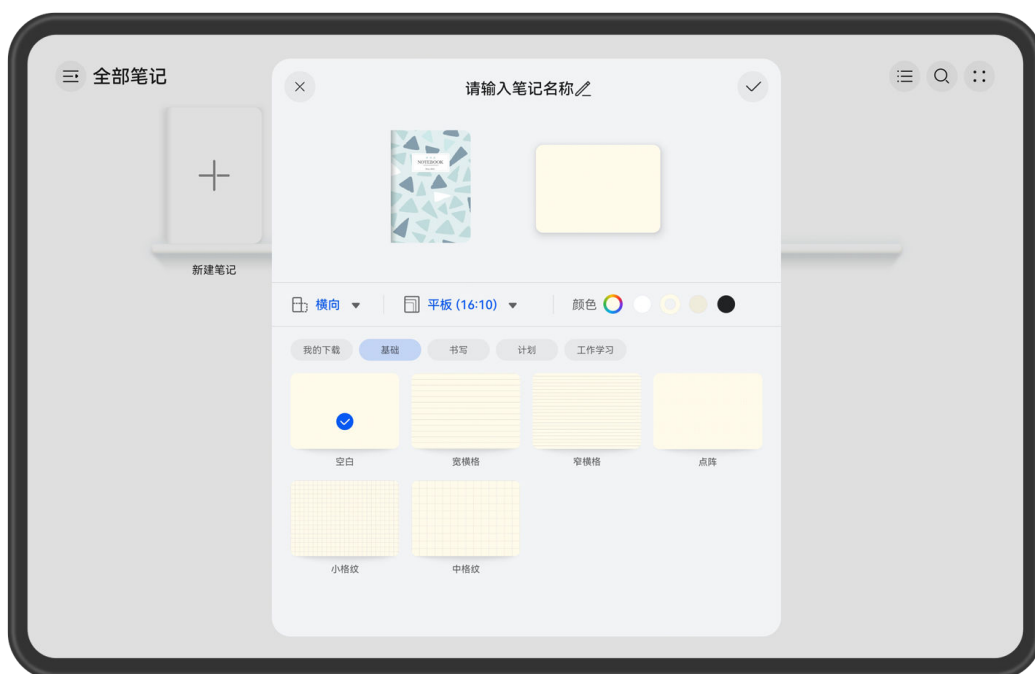 全部笔记
请输入笔记名称
NOTEBOOK
新建笔记
横向
平板 (16:10)
颜色
我的下载
基础
书写
计划
工作学习
空白
宽横格
窄横格
点阵
小格纹
中格纹